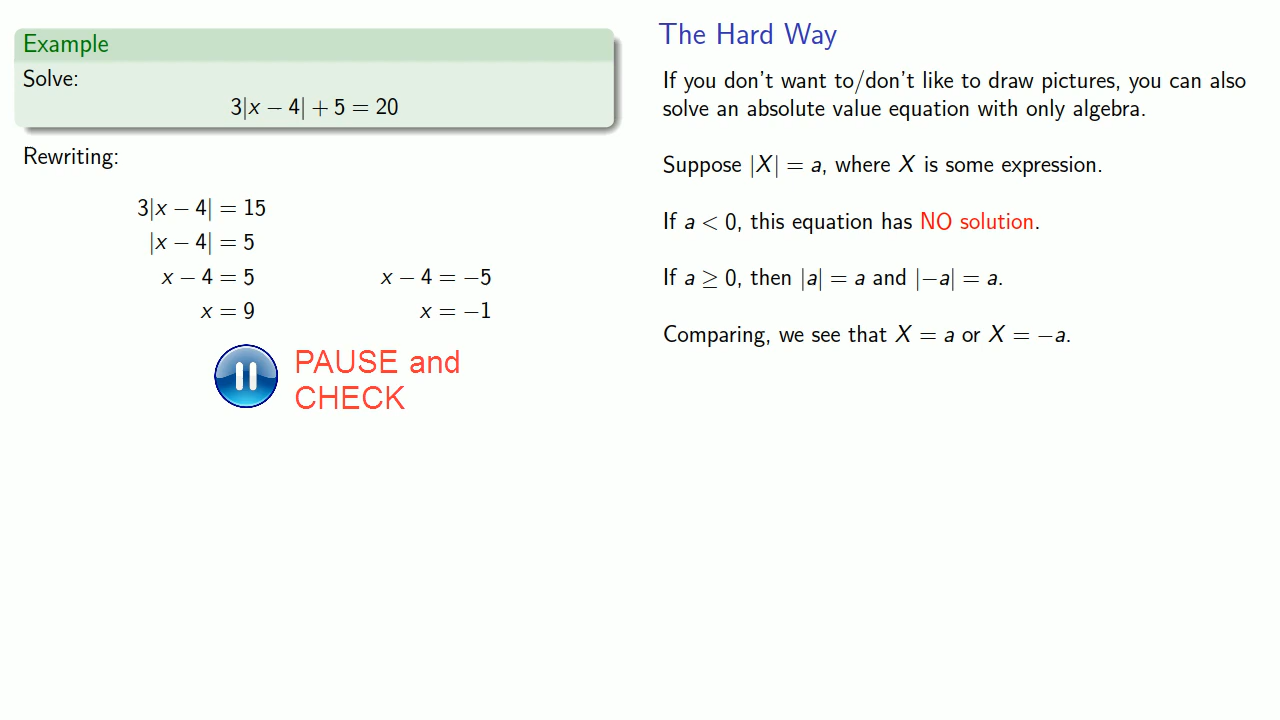 Example
Solve:
3|x − 4| + 5 = 20
Rewriting:
3|x − 4| = 15
|x − 4| = 5
x − 4 = 5 x − 4 = −5
x = 9 x = −1
PAUSE and
CHECK
The Hard Way
If you don't want to/don't like to draw pictures, you can also
solve an absolute value equation with only algebra.
Suppose |X| = a, where X is some expression.
If a < 0, this equation has NO solution.
If a ≥ 0, then |a| = a and |−a| = a.
Comparing, we see that X = a or X = −a.